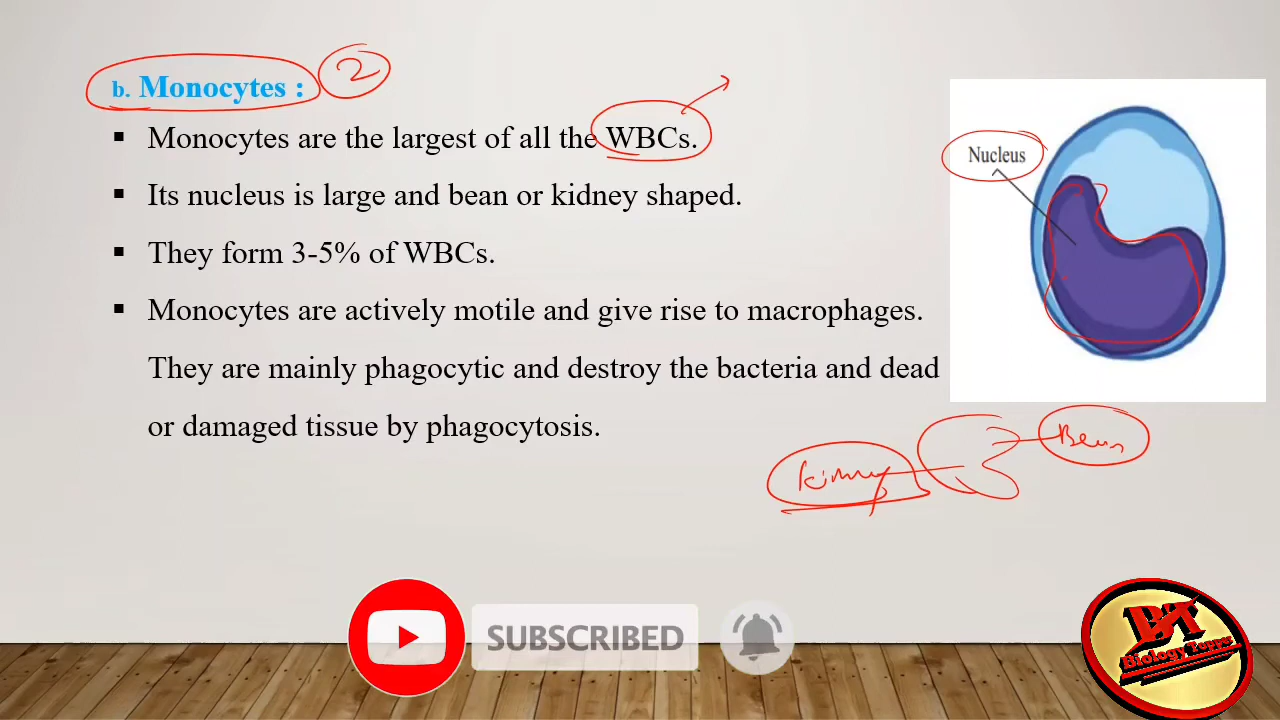 b. Monocytes : 2
▪ Monocytes are the largest of all the WBCs.
Nucleus
▪ Its nucleus is large and bean or kidney shaped.
▪ They form 3-5% of WBCs.
▪ Monocytes are actively motile and give rise to macrophages.
They are mainly phagocytic and destroy the bacteria and dead
or damaged tissue by phagocytosis.
Bean
kidney
SUBSCRIBED
BT